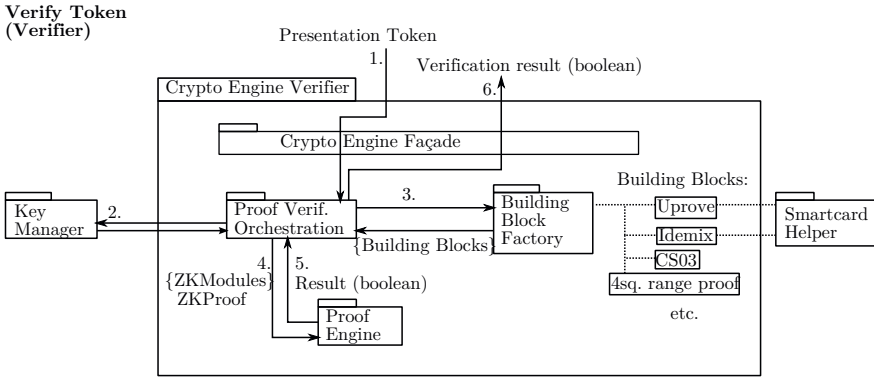 Verify Token
(Verifier)
Presentation Token
1.
Verification result (boolean)
6.
Crypto Engine Verifier
Crypto Engine Façade
Building Blocks:
Key
Manager
2.
Proof Verif.
Orchestration
3.
{Building Blocks}
Building
Block
Factory
Uprove
Idemix
CS03
4sq. range proof
etc.
Smartcard
Helper
4.
{ZKModules}
ZKProof
5.
Result (boolean)
Proof
Engine